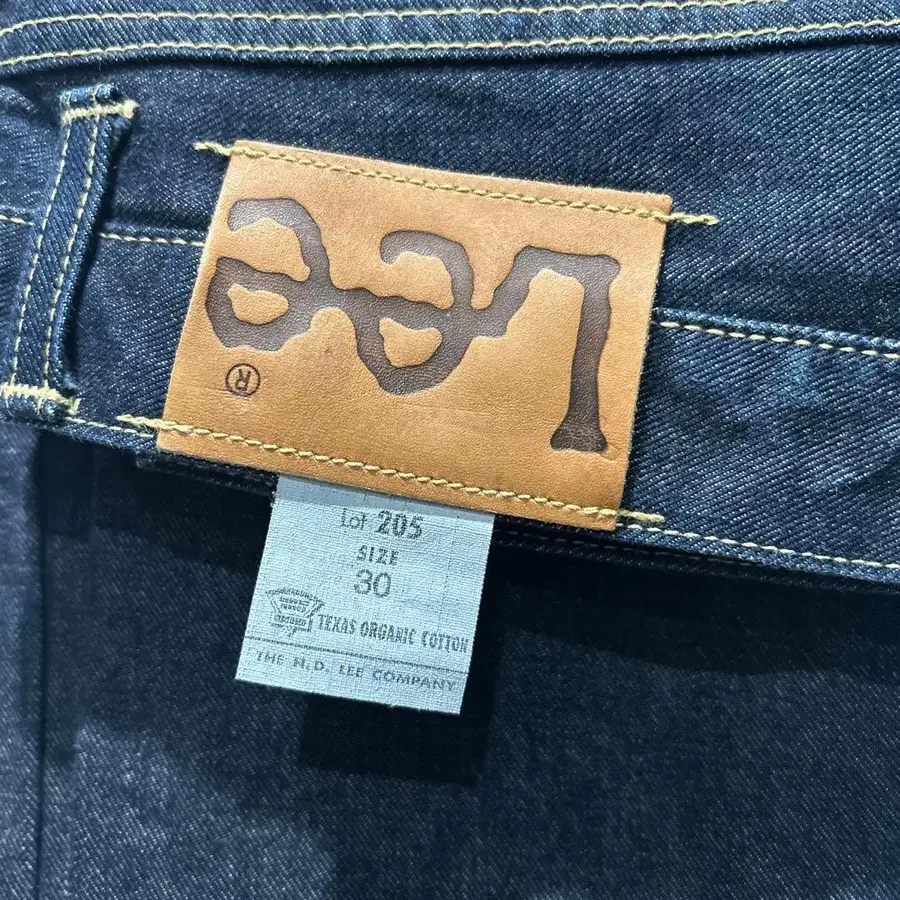 Lee
®
Lot 205
SIZE
30
TEXAS ORGANIC COTTON
THE H.D. LEE COMPANY